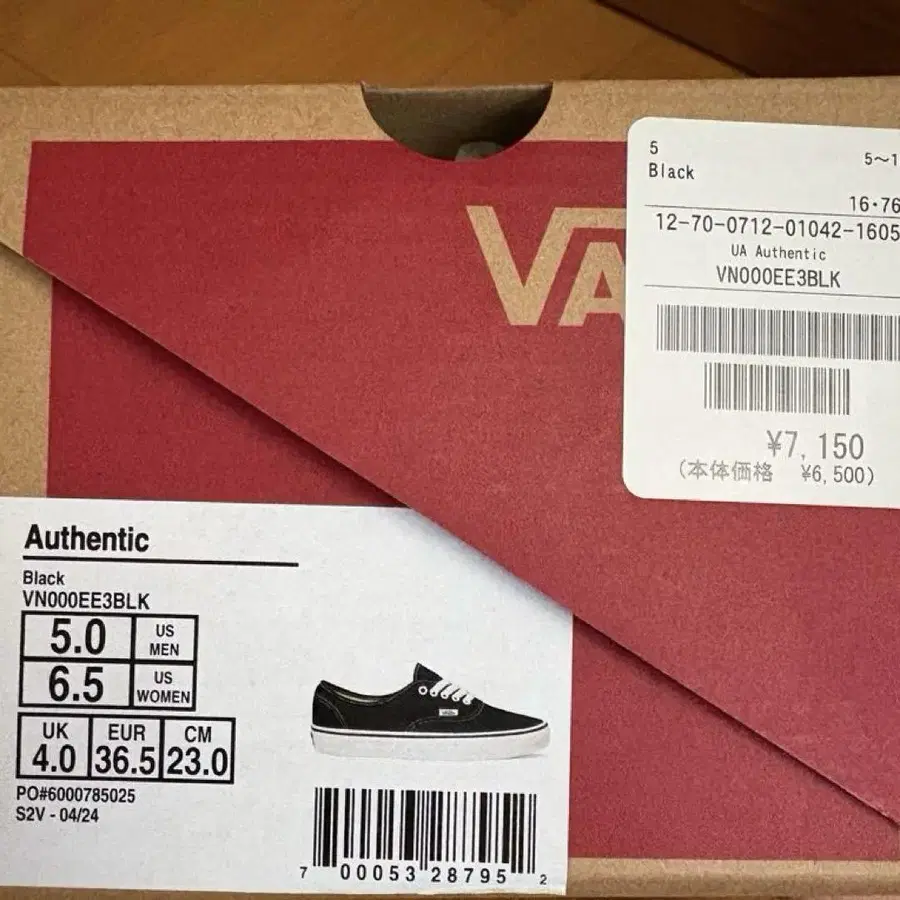 VA
5 5～1
Black
16・76
12-70-0712-01042-1605
UA Authentic
VN000EE3BLK
¥7,150
(本体価格 ¥6,500)
Authentic
Black
VN000EE3BLK
5.0 US MEN
6.5 US WOMEN
UK EUR CM
4.0 36.5 23.0
PO#6000785025
S2V - 04/24
7 00053 28795 2